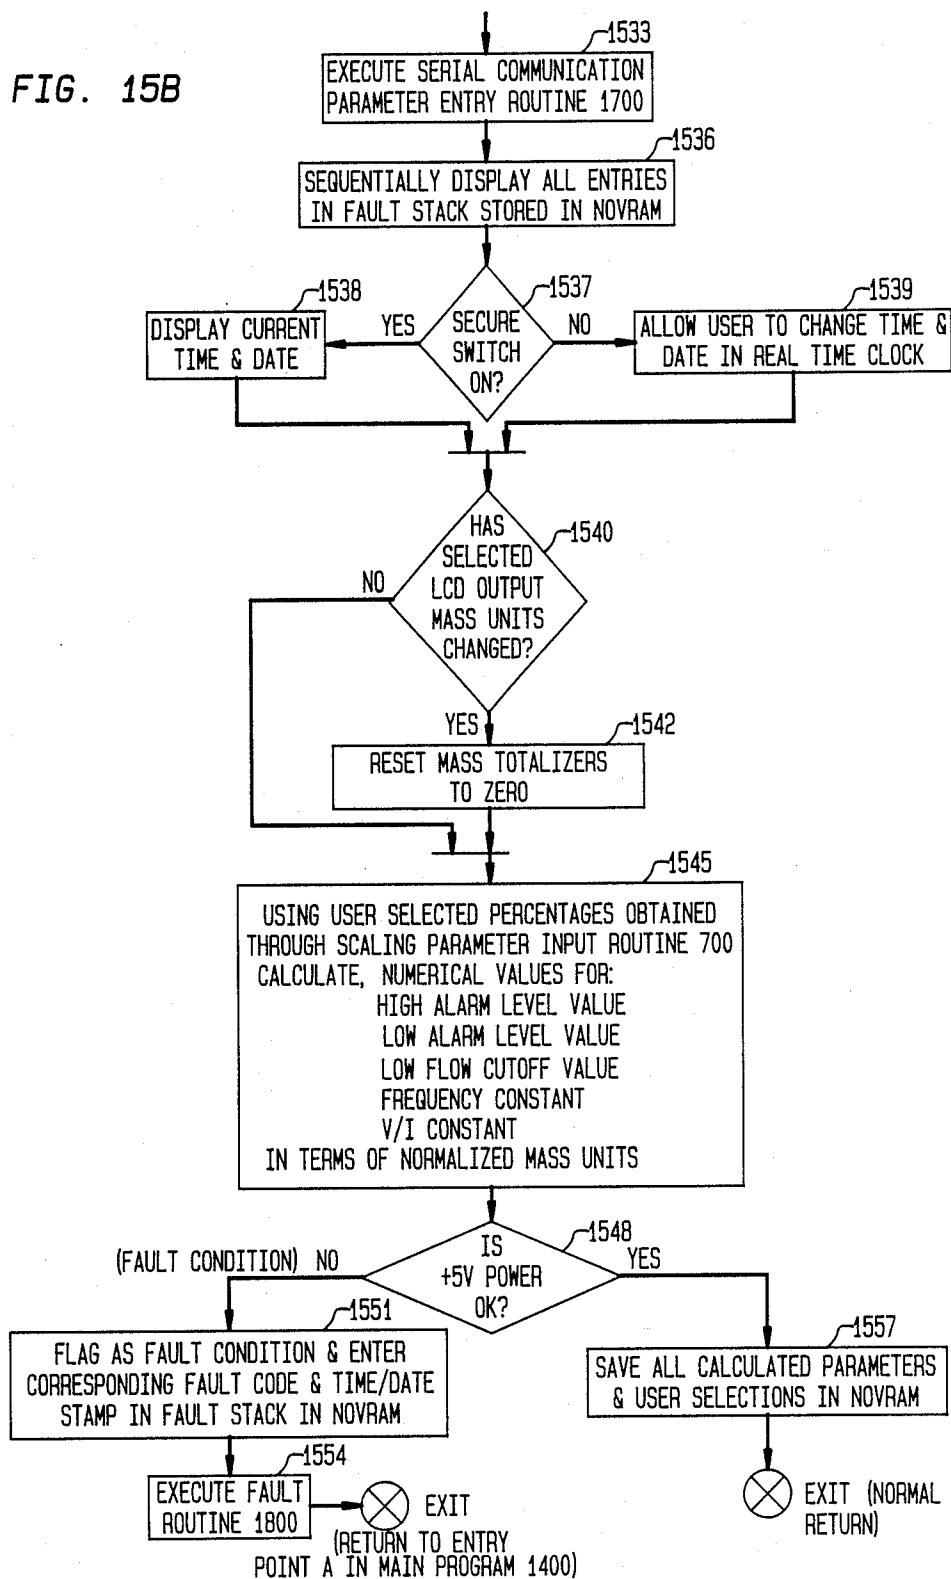 FIG. 15B
1533
EXECUTE SERIAL COMMUNICATION
PARAMETER ENTRY ROUTINE 1700
1536
SEQUENTIALLY DISPLAY ALL ENTRIES
IN FAULT STACK STORED IN NOVRAM
1537
SECURE
SWITCH
ON?
YES
NO
1538
DISPLAY CURRENT
TIME & DATE
1539
ALLOW USER TO CHANGE TIME &
DATE IN REAL TIME CLOCK
1540
HAS
SELECTED
LCD OUTPUT
MASS UNITS
CHANGED?
NO
YES
1542
RESET MASS TOTALIZERS
TO ZERO
1545
USING USER SELECTED PERCENTAGES OBTAINED
THROUGH SCALING PARAMETER INPUT ROUTINE 700
CALCULATE, NUMERICAL VALUES FOR:
HIGH ALARM LEVEL VALUE
LOW ALARM LEVEL VALUE
LOW FLOW CUTOFF VALUE
FREQUENCY CONSTANT
V/I CONSTANT
IN TERMS OF NORMALIZED MASS UNITS
1548
IS
+5V POWER
OK?
(FAULT CONDITION) NO
YES
1551
FLAG AS FAULT CONDITION & ENTER
CORRESPONDING FAULT CODE & TIME/DATE
STAMP IN FAULT STACK IN NOVRAM
1557
SAVE ALL CALCULATED PARAMETERS
& USER SELECTIONS IN NOVRAM
1554
EXECUTE FAULT
ROUTINE 1800
EXIT
(RETURN TO ENTRY
POINT A IN MAIN PROGRAM 1400)
EXIT (NORMAL
RETURN)